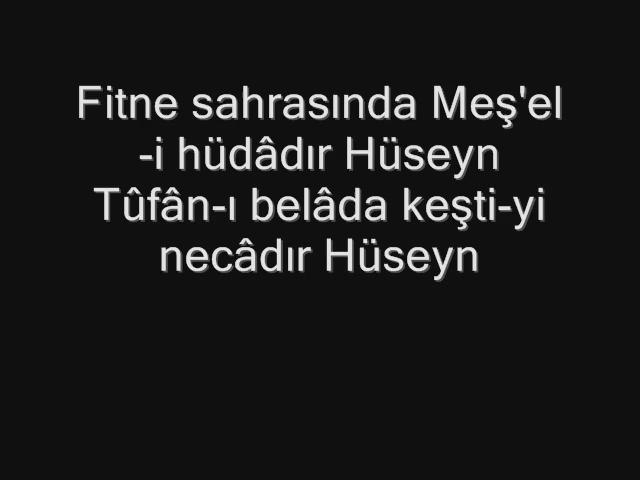 Fitne sahrasında Meş'el
-i hüdâdır Hüseyn
Tûfân-ı belâda keşti-yi
necâdır Hüseyn